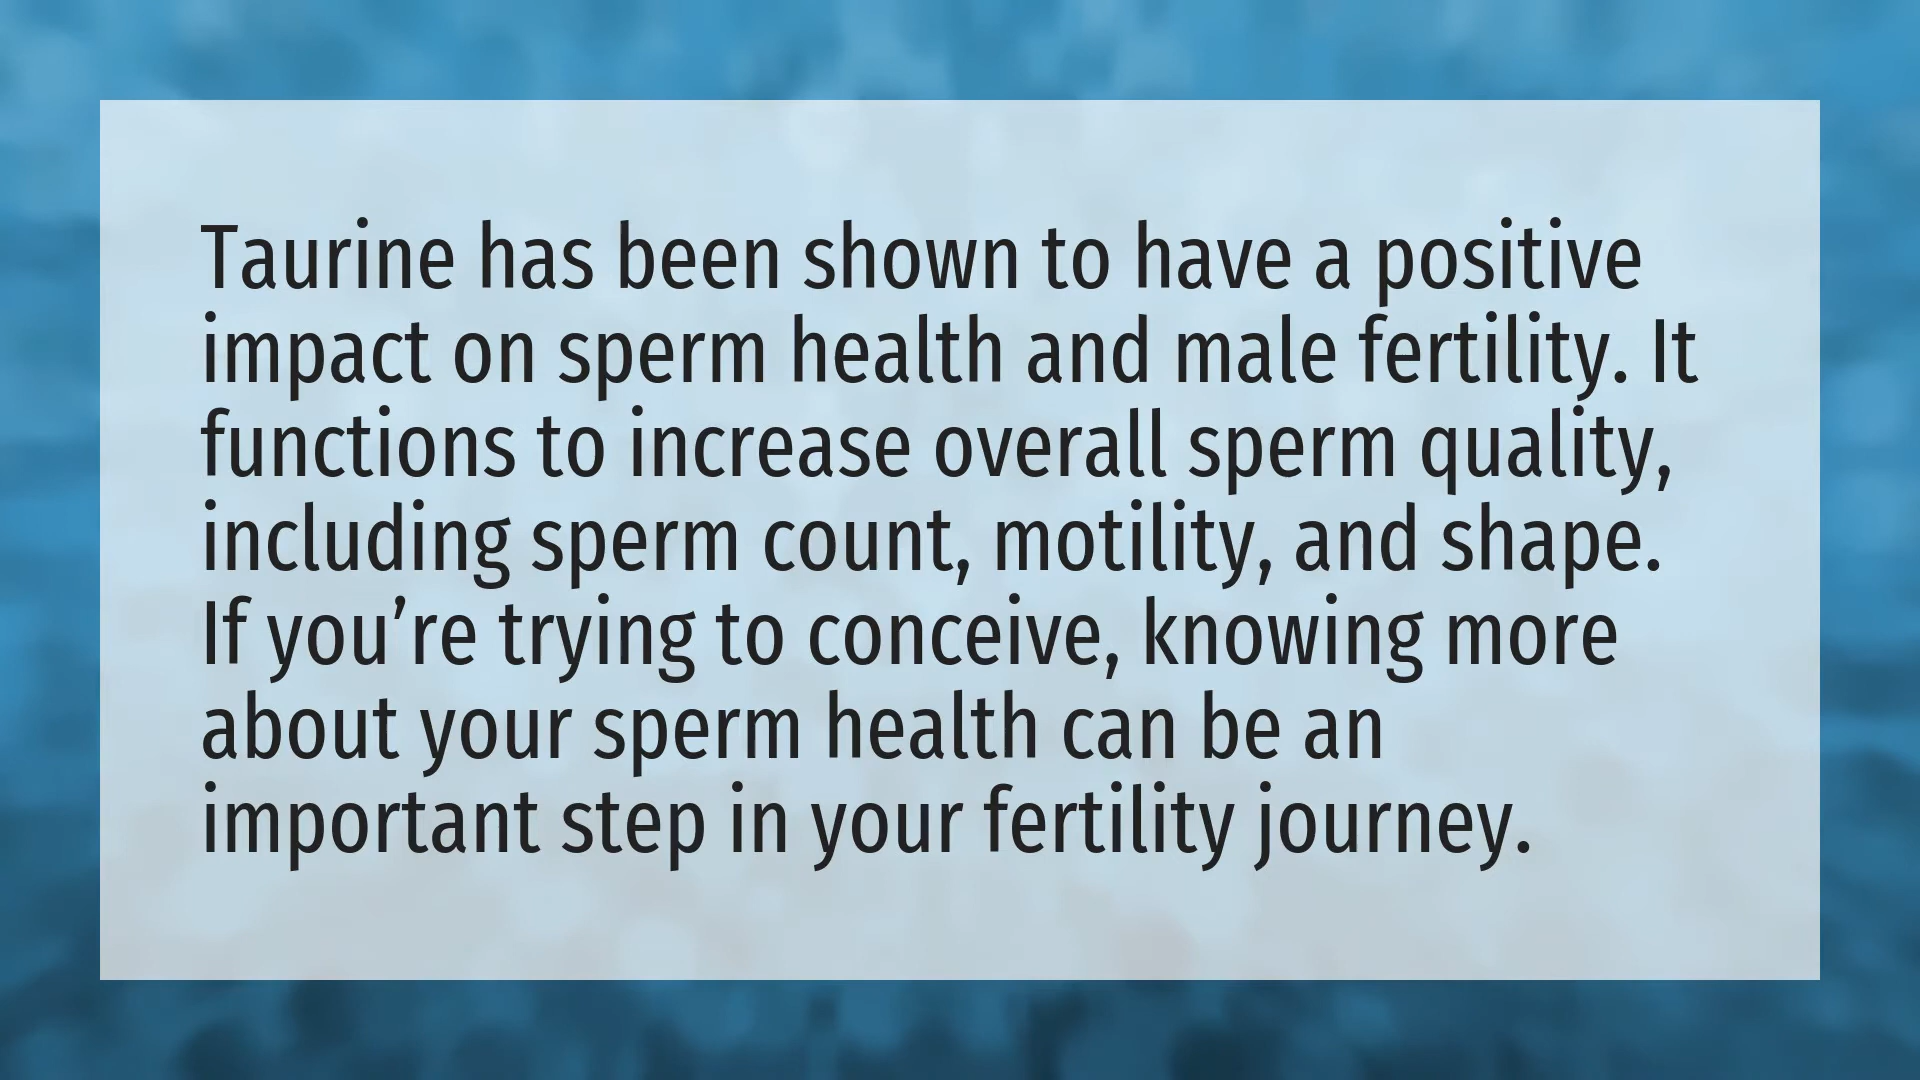 Taurine has been shown to have a positive
impact on sperm health and male fertility. It
functions to increase overall sperm quality,
including sperm count, motility, and shape.
If you’re trying to conceive, knowing more
about your sperm health can be an
important step in your fertility journey.